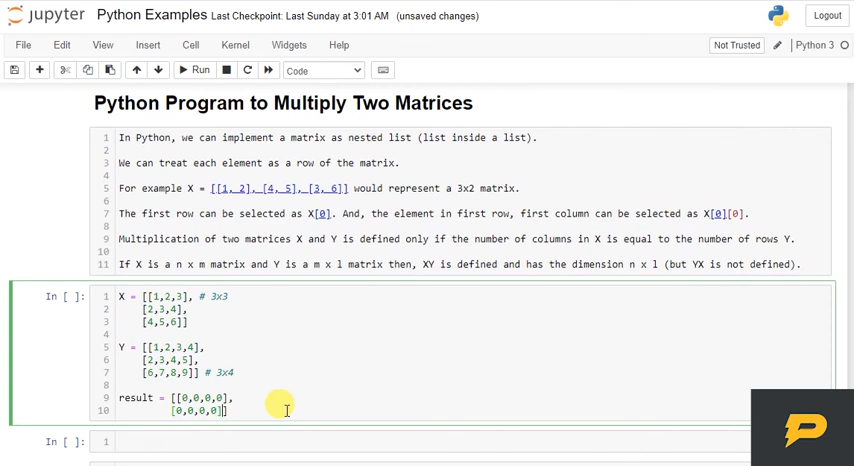 jupyter Python Examples Last Checkpoint: Last Sunday at 3:01 AM (unsaved changes) Logout
File Edit View Insert Cell Kernel Widgets Help Not Trusted Python 3
Run Code
Python Program to Multiply Two Matrices
1 In Python, we can implement a matrix as nested list (list inside a list).
2
3 We can treat each element as a row of the matrix.
4
5 For example X = [[1, 2], [4, 5], [3, 6]] would represent a 3x2 matrix.
6
7 The first row can be selected as X[0]. And, the element in first row, first column can be selected as X[0][0].
8
9 Multiplication of two matrices X and Y is defined only if the number of columns in X is equal to the number of rows Y.
10
11 If X is a n x m matrix and Y is a m x l matrix then, XY is defined and has the dimension n x l (but YX is not defined).
In [ ]: 1 X = [[1,2,3], # 3x3
2 [2,3,4],
3 [4,5,6]]
4
5 Y = [[1,2,3,4],
6 [2,3,4,5],
7 [6,7,8,9]] # 3x4
8
9 result = [[0,0,0,0],
10 [0,0,0,0]]
In [ ]: 1